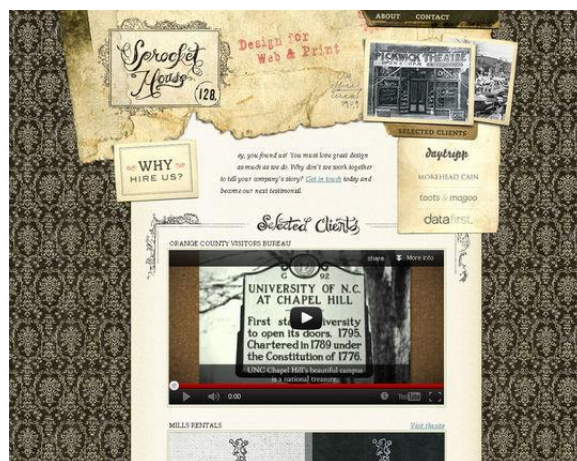 ABOUT CONTACT
Sprocket
House
128
Design for
Web & Print
PICKWICK THEATRE
SELECTED CLIENTS
daytripp
MOREHEAD CAIN
toots & magoo
datafirst.
WHY
HIRE US?
ey, you found us! You must love great design
as much as we do. Why don't we work together
to tell your company's story? Get in touch today and
become our next testimonial.
Selected Clients
ORANGE COUNTY VISITORS BUREAU
share More info
G 92
UNIVERSITY OF N.C.
AT CHAPEL HILL
First state university
to open its doors. 1795.
Chartered in 1789 under
the Constitution of 1776.
UNC Chapel Hill's beautiful campus
is a national treasure.
0:00 YouTube
MILLS RENTALS Visit the site